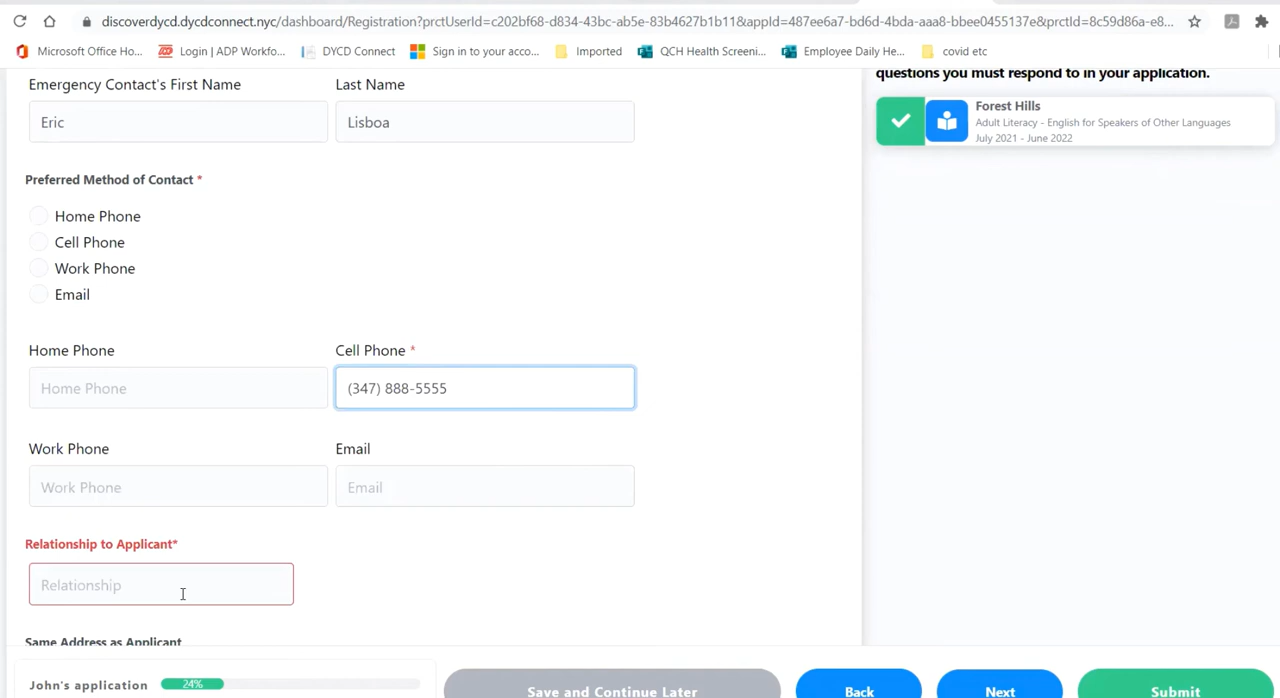 discoverdycd.dycdconnect.nyc/dashboard/Registration?prctUserId=c202bf68-d834-43bc-ab5e-83b4627b1b11&appId=487ee6a7-bd6d-4bda-aaa8-bbee0455137e&prctId=8c59d86a-e8...
Microsoft Office Ho... Login | ADP Workfo... DYCD Connect Sign in to your acco... Imported QCH Health Screeni... Employee Daily He... covid etc
questions you must respond to in your application.
Emergency Contact's First Name Last Name
Eric Lisboa
Forest Hills
Adult Literacy - English for Speakers of Other Languages
July 2021 - June 2022
Preferred Method of Contact *
Home Phone
Cell Phone
Work Phone
Email
Home Phone Cell Phone *
Home Phone (347) 888-5555
Work Phone Email
Work Phone Email
Relationship to Applicant*
Relationship
Same Address as Applicant
John's application 24% Save and Continue Later Back Next Submit